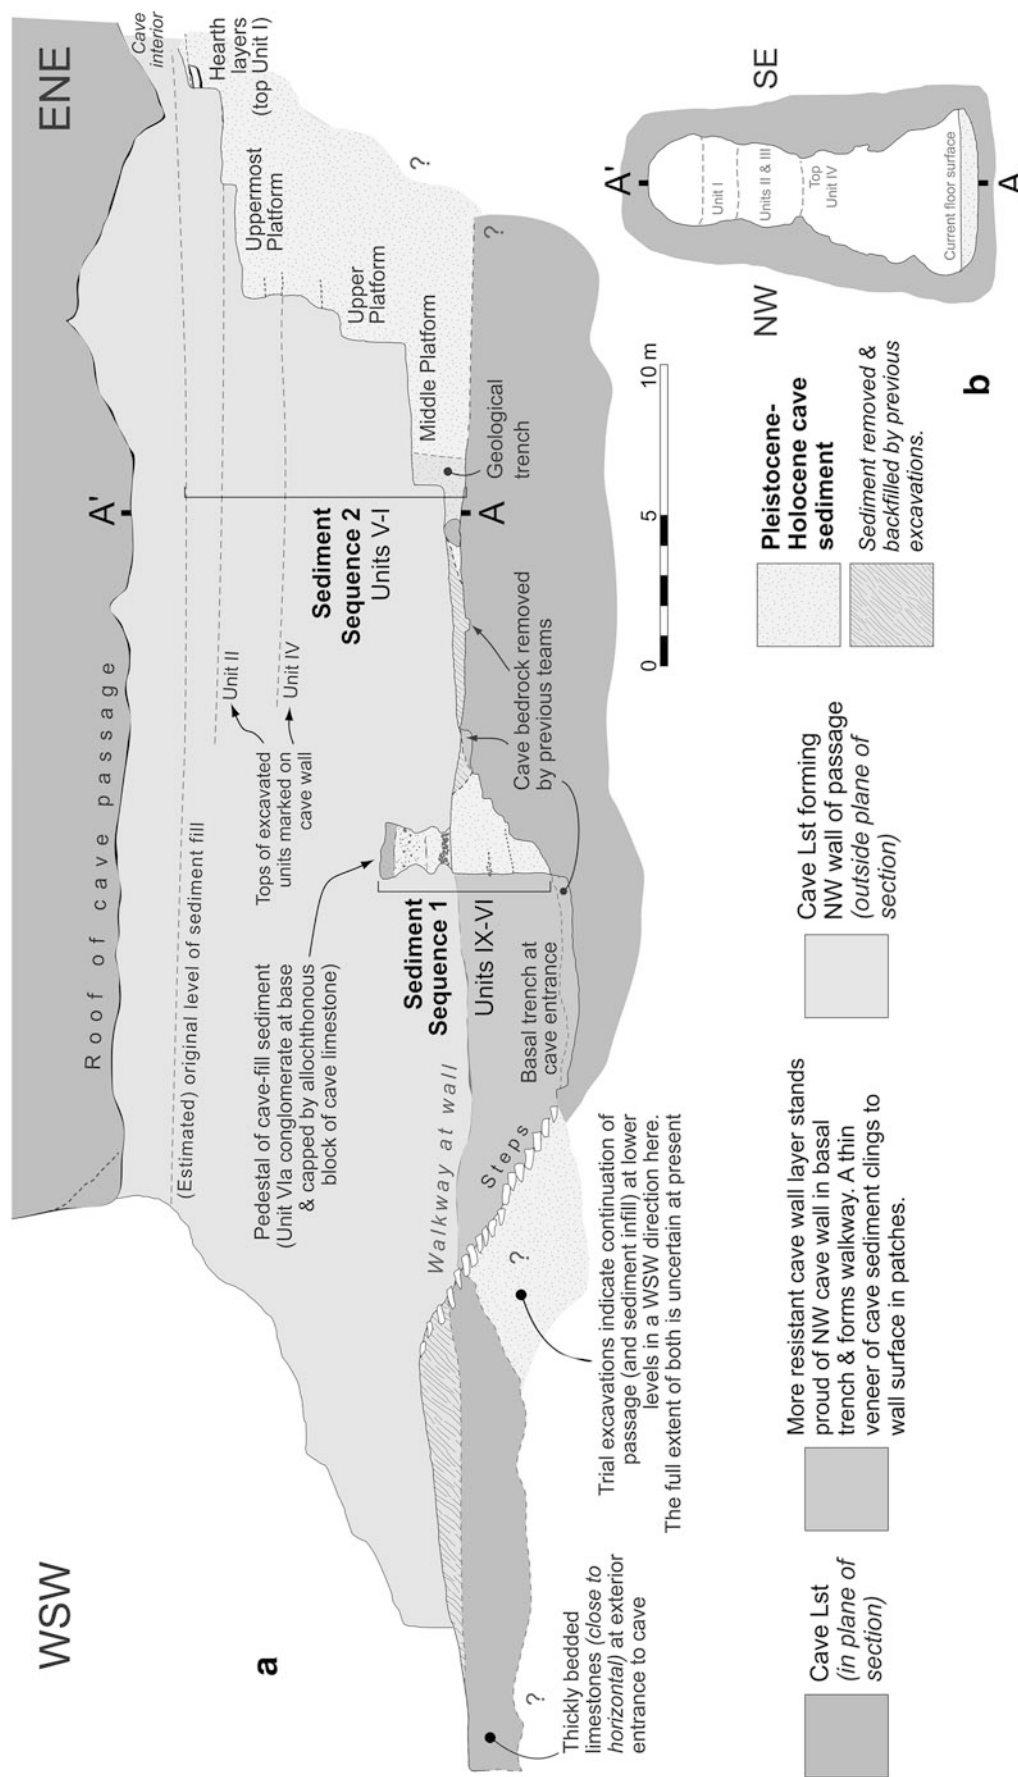 WSW
ENE
a
Roof of cave passage
A'
Cave
interior
(Estimated) original level of sediment fill
Hearth
layers
(top Unit I)
Uppermost
Platform
Unit II
Tops of excavated
units marked on
cave wall
Unit IV
Upper
Platform
?
Pedestal of cave-fill sediment
(Unit VIa conglomerate at base
& capped by allochthonous
block of cave limestone)
Sediment
Sequence 2
Units V-I
Middle Platform
?
Walkway at wall
Sediment
Sequence 1
Units IX-VI
A
Geological
trench
Steps
Basal trench at
cave entrance
Cave bedrock removed
by previous teams
?
?
Thickly bedded
limestones (close to
horizontal) at exterior
entrance to cave
Trial excavations indicate continuation of
passage (and sediment infill) at lower
levels in a WSW direction here.
The full extent of both is uncertain at present
0
5
10 m
Cave Lst
(in plane of
section)
More resistant cave wall layer stands
proud of NW cave wall in basal
trench & forms walkway. A thin
veneer of cave sediment clings to
wall surface in patches.
Cave Lst forming
NW wall of passage
(outside plane of
section)
Pleistocene-
Holocene cave
sediment
Sediment removed &
backfilled by previous
excavations.
b
NW
SE
A'
Unit I
Units II & III
Top
Unit IV
Current floor surface
A